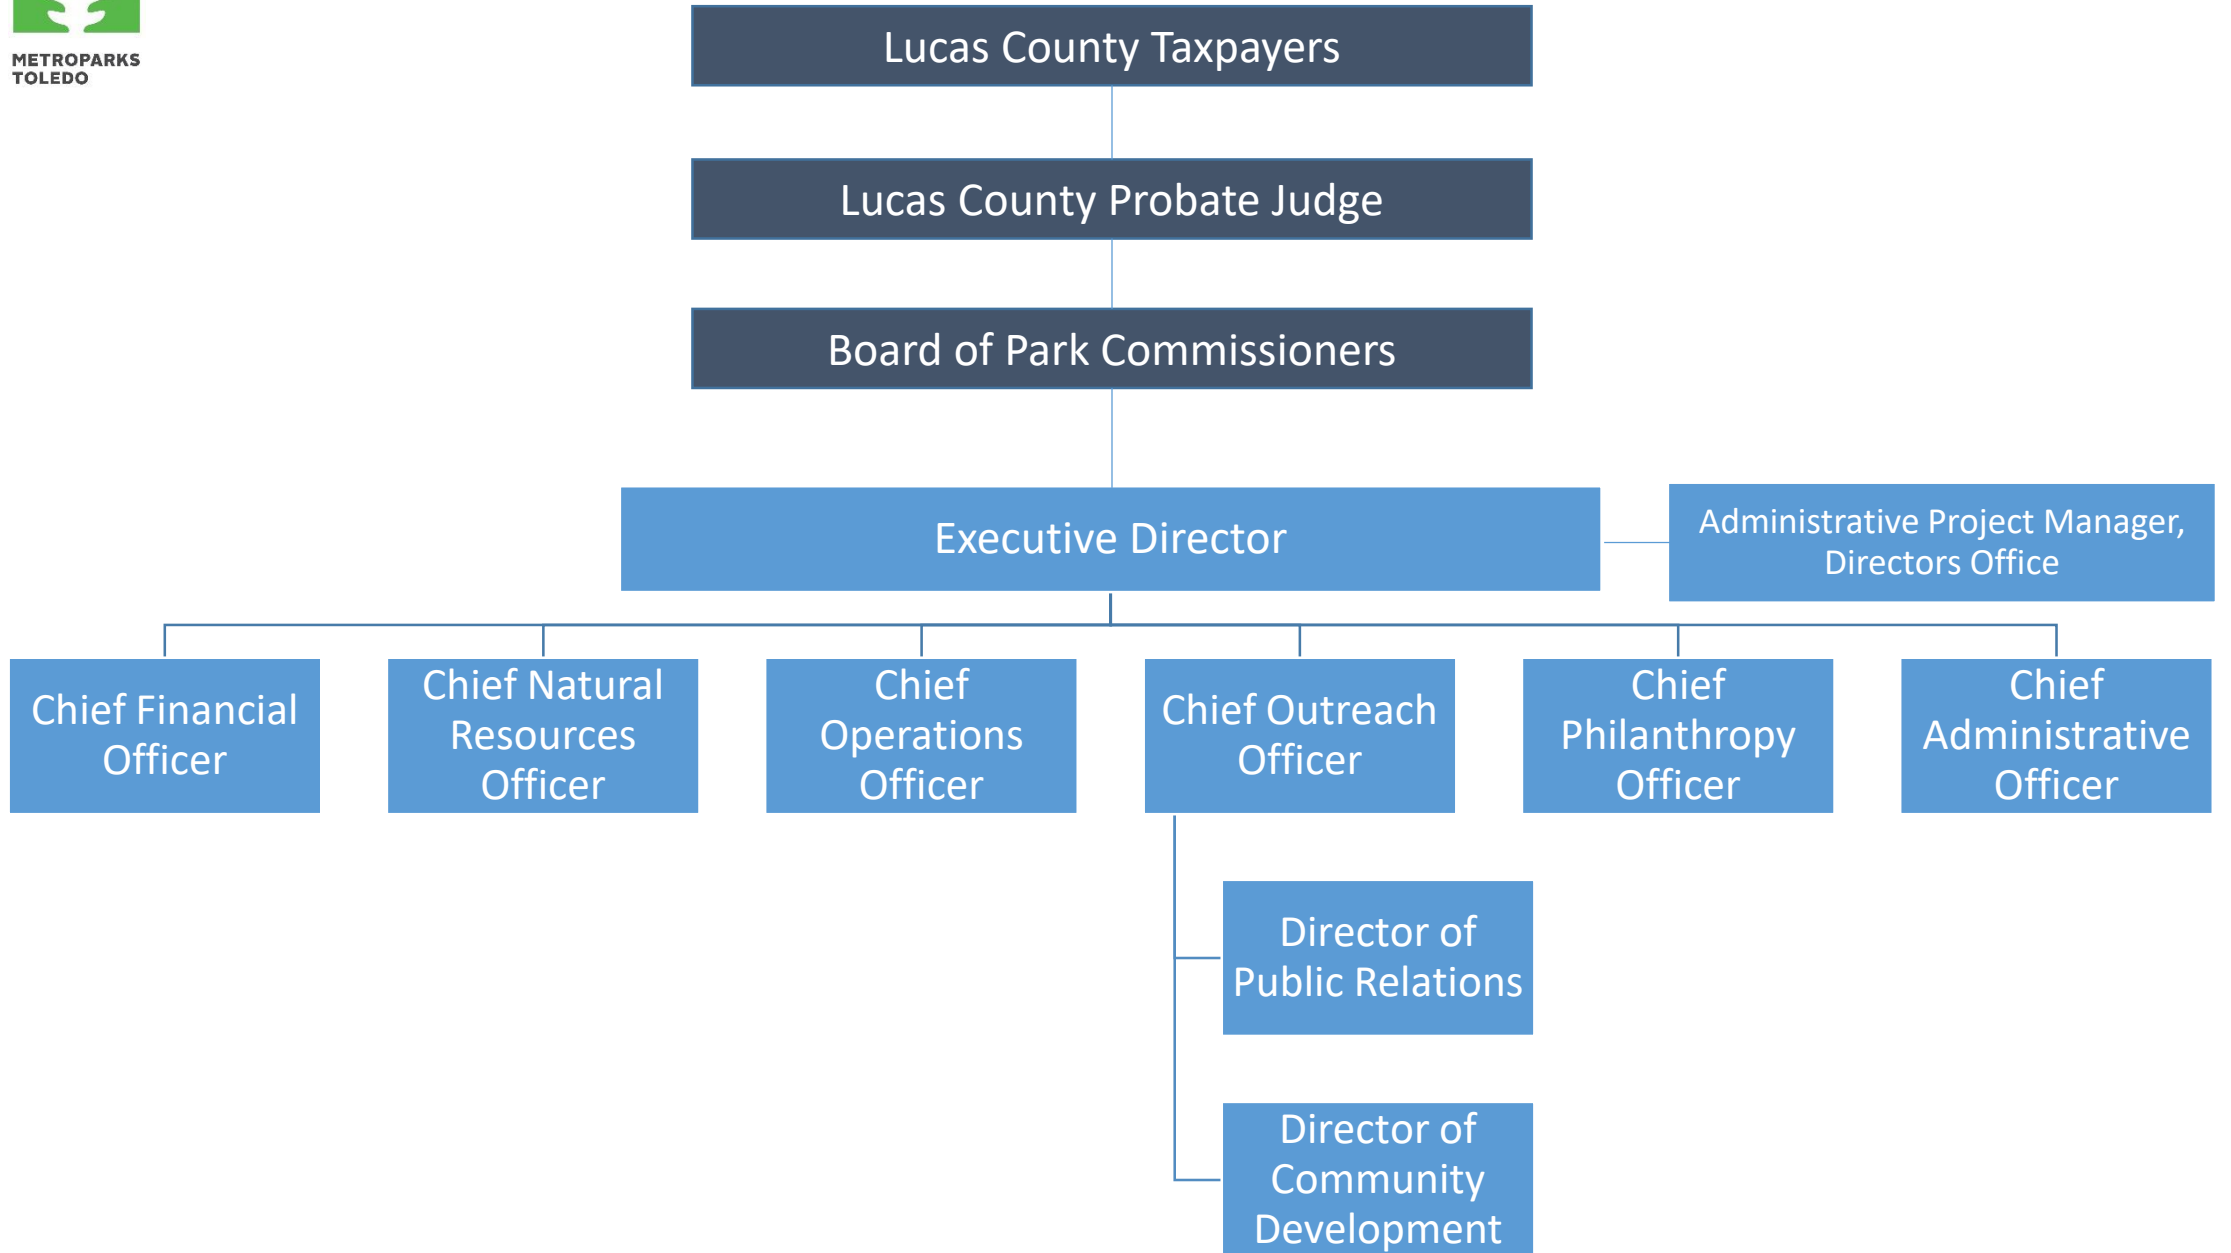 METROPARKS
TOLEDO
Lucas County Taxpayers
Lucas County Probate Judge
Board of Park Commissioners
Executive Director
Administrative Project Manager,
Directors Office
Chief Financial
Officer
Chief Natural
Resources
Officer
Chief
Operations
Officer
Chief Outreach
Officer
Chief
Philanthropy
Officer
Chief
Administrative
Officer
Director of
Public Relations
Director of
Community
Development